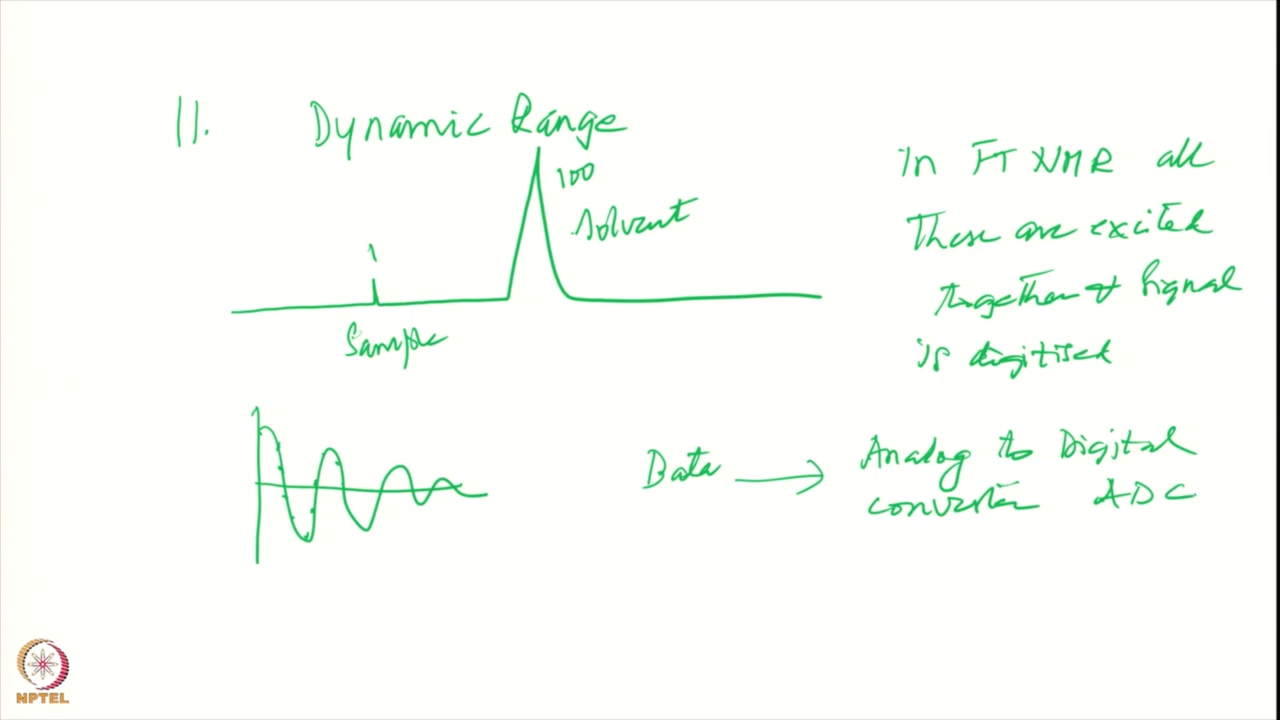 11. Dynamic Range
100
Solvent
1
Sample
In FT NMR all
These are excited
together & Signal
is digitised
Data → Analog to Digital
converter ADC
NPTEL